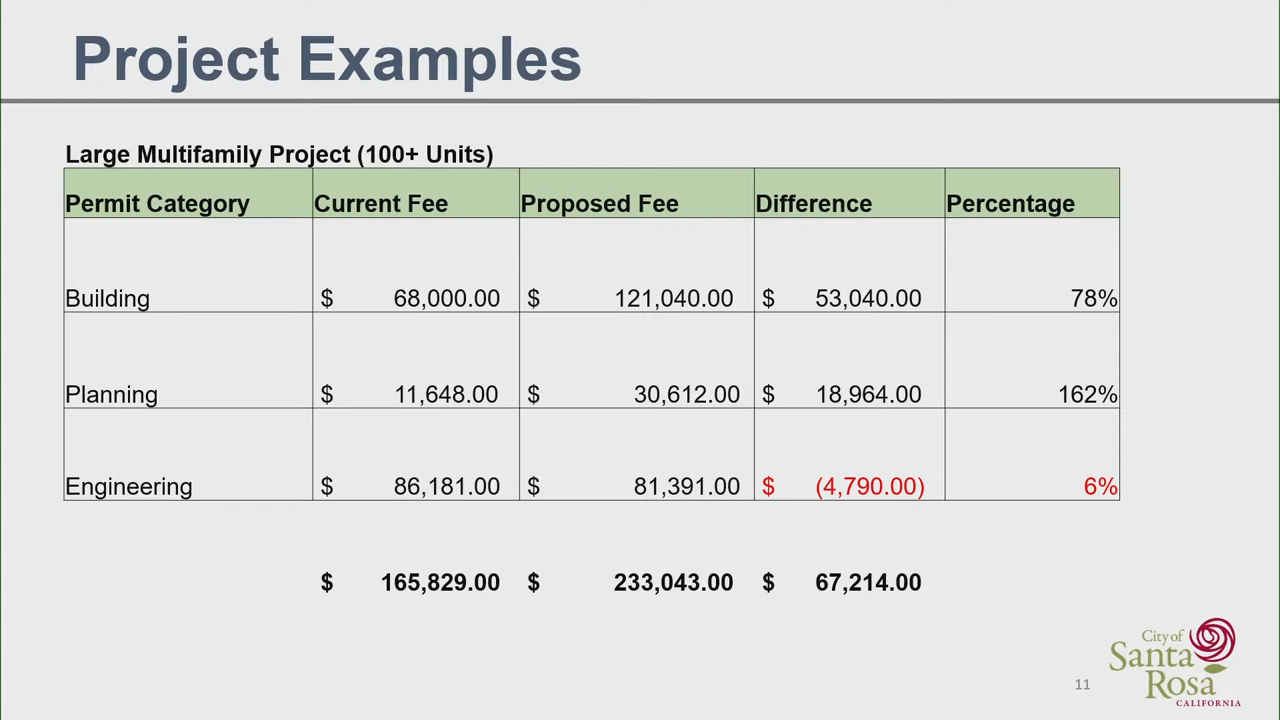 Project Examples
Large Multifamily Project (100+ Units)
Permit Category Current Fee Proposed Fee Difference Percentage
Building $ 68,000.00 $ 121,040.00 $ 53,040.00 78%
Planning $ 11,648.00 $ 30,612.00 $ 18,964.00 162%
Engineering $ 86,181.00 $ 81,391.00 $ (4,790.00) 6%
$ 165,829.00 $ 233,043.00 $ 67,214.00
City of
Santa
Rosa
CALIFORNIA
11